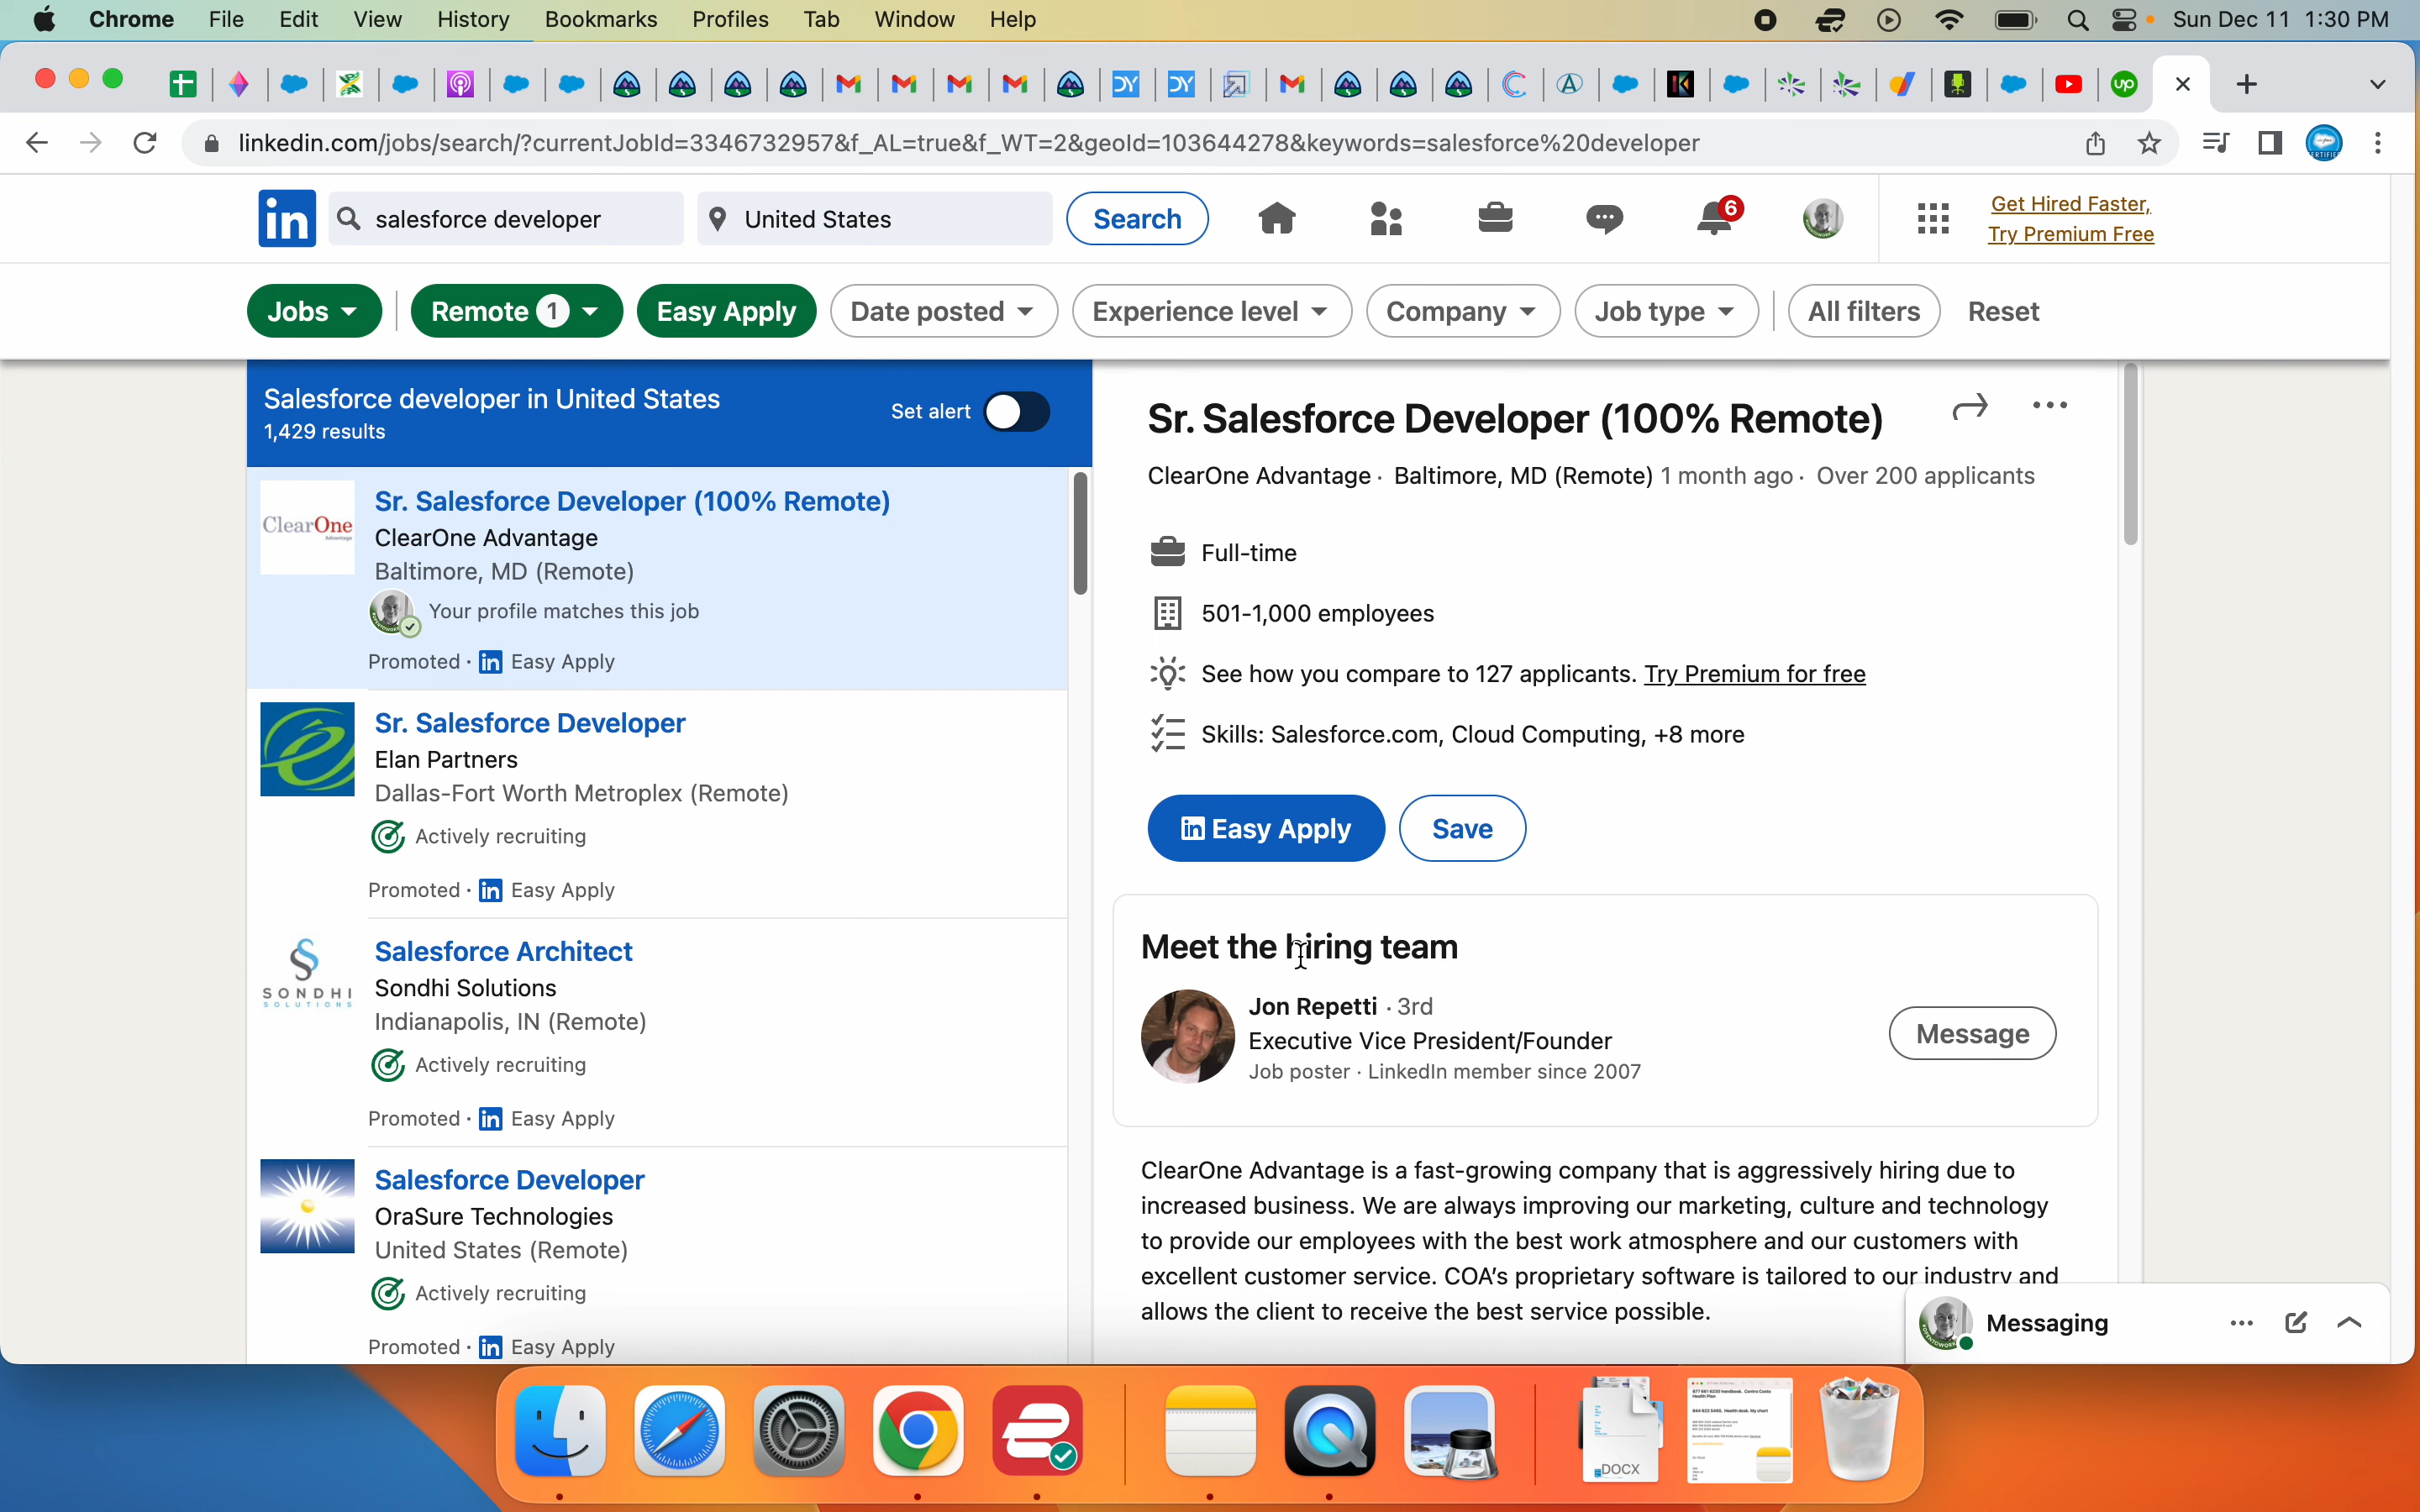 Chrome File Edit View History Bookmarks Profiles Tab Window Help Sun Dec 11 1:30 PM
linkedin.com/jobs/search/?currentJobId=3346732957&f_AL=true&f_WT=2&geoId=103644278&keywords=salesforce%20developer
in salesforce developer United States Search 6 Get Hired Faster,
Try Premium Free
Jobs Remote 1 Easy Apply Date posted Experience level Company Job type All filters Reset
Salesforce developer in United States
1,429 results
Set alert
ClearOne
Advantage
Sr. Salesforce Developer (100% Remote)
ClearOne Advantage
Baltimore, MD (Remote)
Your profile matches this job
Promoted · in Easy Apply
Sr. Salesforce Developer
Elan Partners
Dallas-Fort Worth Metroplex (Remote)
Actively recruiting
Promoted · in Easy Apply
SONDHI
SOLUTIONS
Salesforce Architect
Sondhi Solutions
Indianapolis, IN (Remote)
Actively recruiting
Promoted · in Easy Apply
Salesforce Developer
OraSure Technologies
United States (Remote)
Actively recruiting
Promoted · in Easy Apply
Sr. Salesforce Developer (100% Remote)
ClearOne Advantage · Baltimore, MD (Remote) 1 month ago · Over 200 applicants
Full-time
501-1,000 employees
See how you compare to 127 applicants. Try Premium for free
Skills: Salesforce.com, Cloud Computing, +8 more
in Easy Apply Save
Meet the hiring team
Jon Repetti · 3rd
Executive Vice President/Founder
Job poster · LinkedIn member since 2007
Message
ClearOne Advantage is a fast-growing company that is aggressively hiring due to
increased business. We are always improving our marketing, culture and technology
to provide our employees with the best work atmosphere and our customers with
excellent customer service. COA's proprietary software is tailored to our industry and
allows the client to receive the best service possible.
Messaging
DOCX